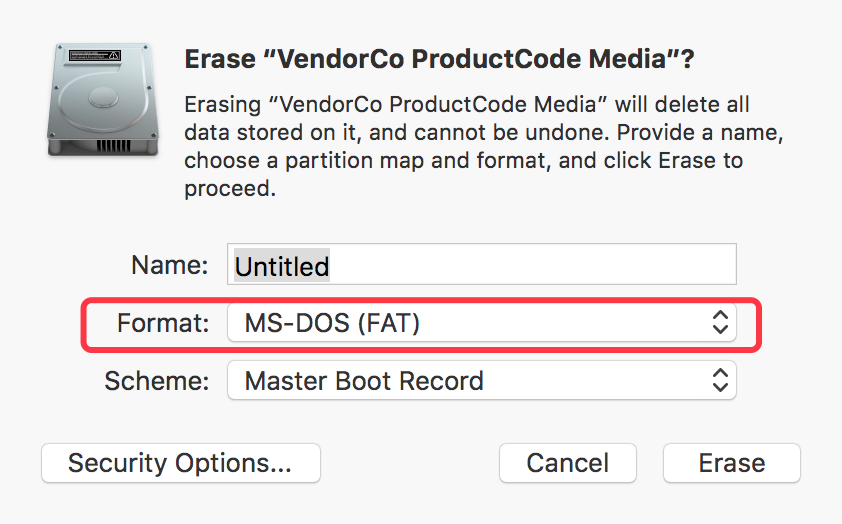 Erase “VendorCo ProductCode Media”?
Erasing “VendorCo ProductCode Media” will delete all
data stored on it, and cannot be undone. Provide a name,
choose a partition map and format, and click Erase to
proceed.
Name: Untitled
Format: MS-DOS (FAT)
Scheme: Master Boot Record
Security Options... Cancel Erase